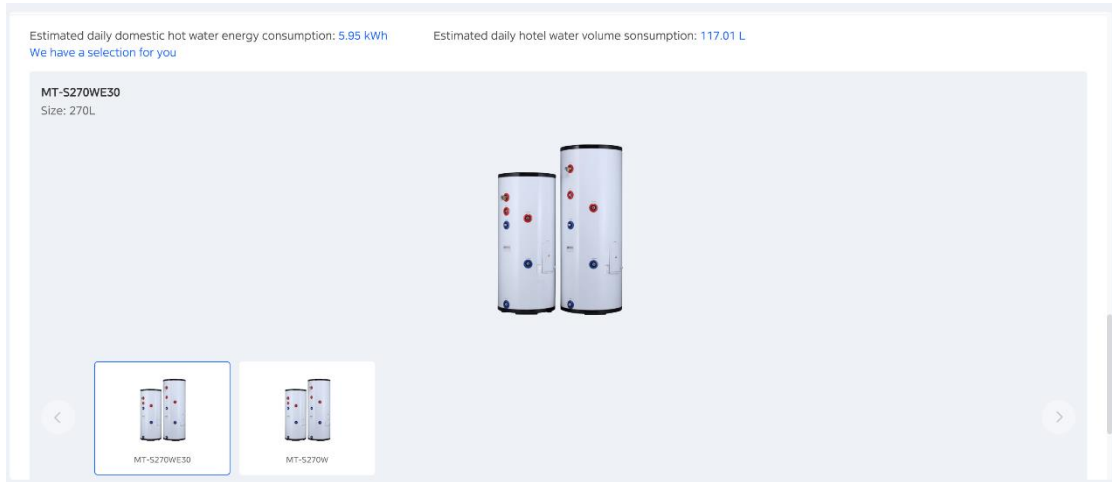 Estimated daily domestic hot water energy consumption: 5.95 kWh Estimated daily hotel water volume sonsumption: 117.01 L
We have a selection for you
MT-S270WE30
Size: 270L
MT-S270WE30 MT-S270W